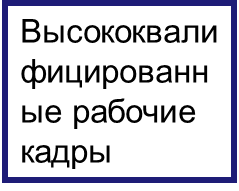 Высококвали
фицированн
ые рабочие
кадры